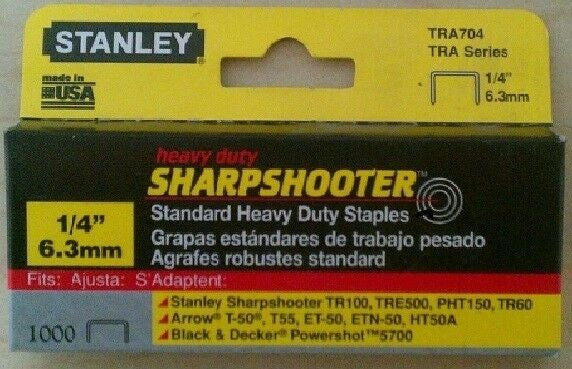 STANLEY
made in
USA
TRA704
TRA Series
1/4"
6.3mm
heavy duty
SHARPSHOOTER™
1/4"
6.3mm
Standard Heavy Duty Staples
Grapas estándares de trabajo pesado
Agrafes robustes standard
Fits: Ajusta: S'Adaptent:
Stanley Sharpshooter TR100, TRE500, PHT150, TR60
Arrow® T-50®, T55, ET-50, ETN-50, HT50A
Black & Decker® Powershot™5700
1000